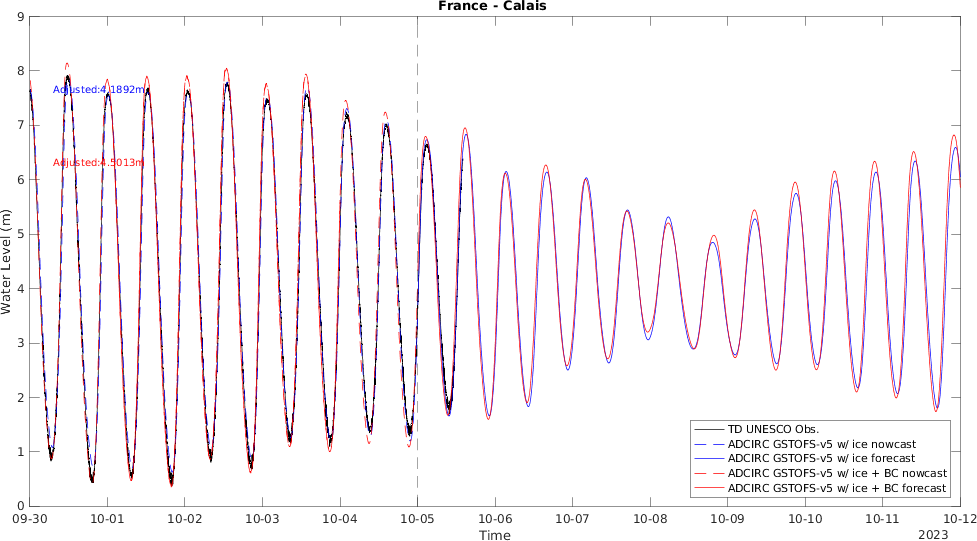 France - Calais
9
8
7
6
5
4
3
2
1
0
Water Level (m)
Adjusted:4.1892m
Adjusted:4.5013m
TD UNESCO Obs.
ADCIRC GSTOFS-v5 w/ ice nowcast
ADCIRC GSTOFS-v5 w/ ice forecast
ADCIRC GSTOFS-v5 w/ ice + BC nowcast
ADCIRC GSTOFS-v5 w/ ice + BC forecast
09-30 10-01 10-02 10-03 10-04 10-05 10-06 10-07 10-08 10-09 10-10 10-11 10-12
Time
2023